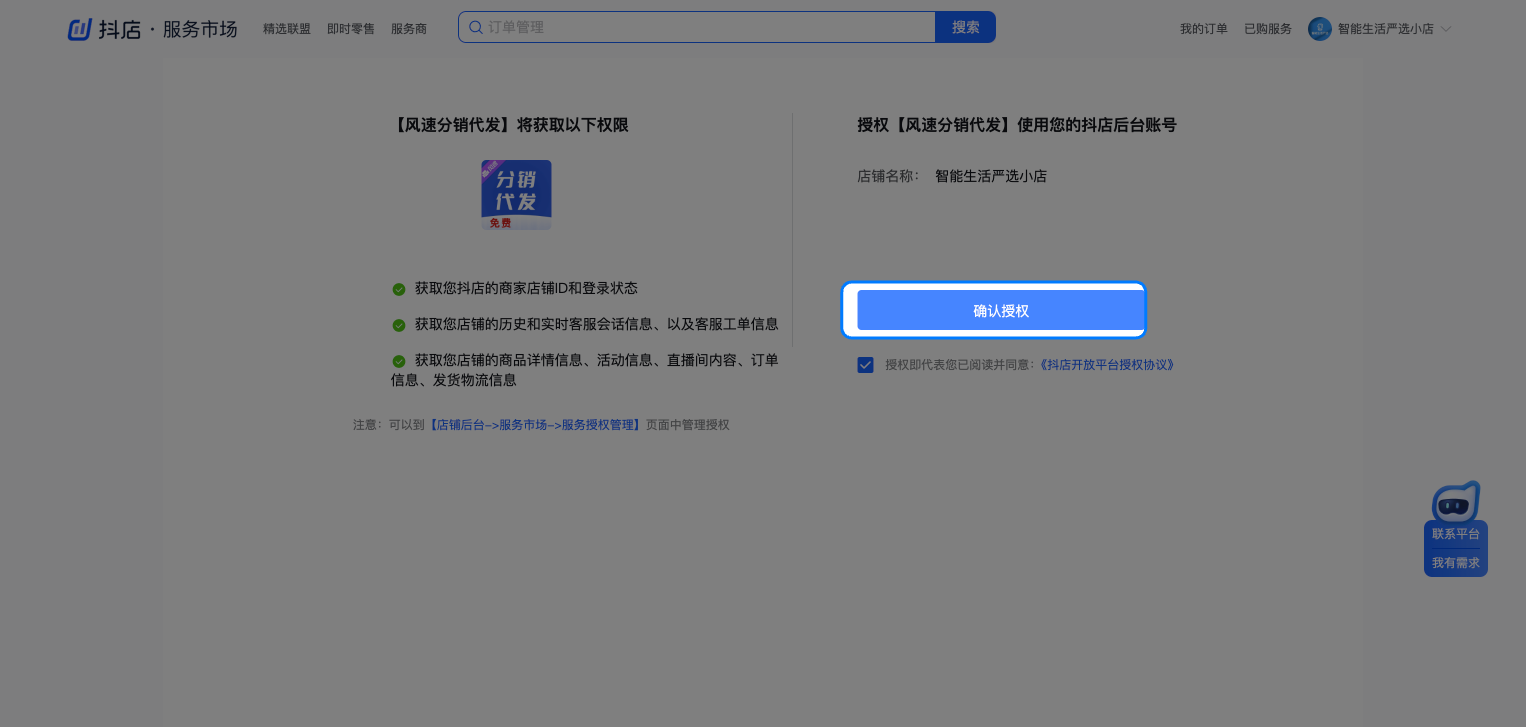 抖店 · 服务市场 精选联盟 即时零售 服务商 订单管理 搜索 我的订单 已购服务 智能生活严选小店
【风速分销代发】将获取以下权限
分销
代发
免费
获取您抖店的商家店铺ID和登录状态
获取您店铺的历史和实时客服会话信息、以及客服工单信息
获取您店铺的商品详情信息、活动信息、直播间内容、订单
信息、发货物流信息
注意：可以到【店铺后台->服务市场->服务授权管理】页面中管理授权
授权【风速分销代发】使用您的抖店后台账号
店铺名称： 智能生活严选小店
确认授权
授权即代表您已阅读并同意：《抖店开放平台授权协议》
联系平台
我有需求